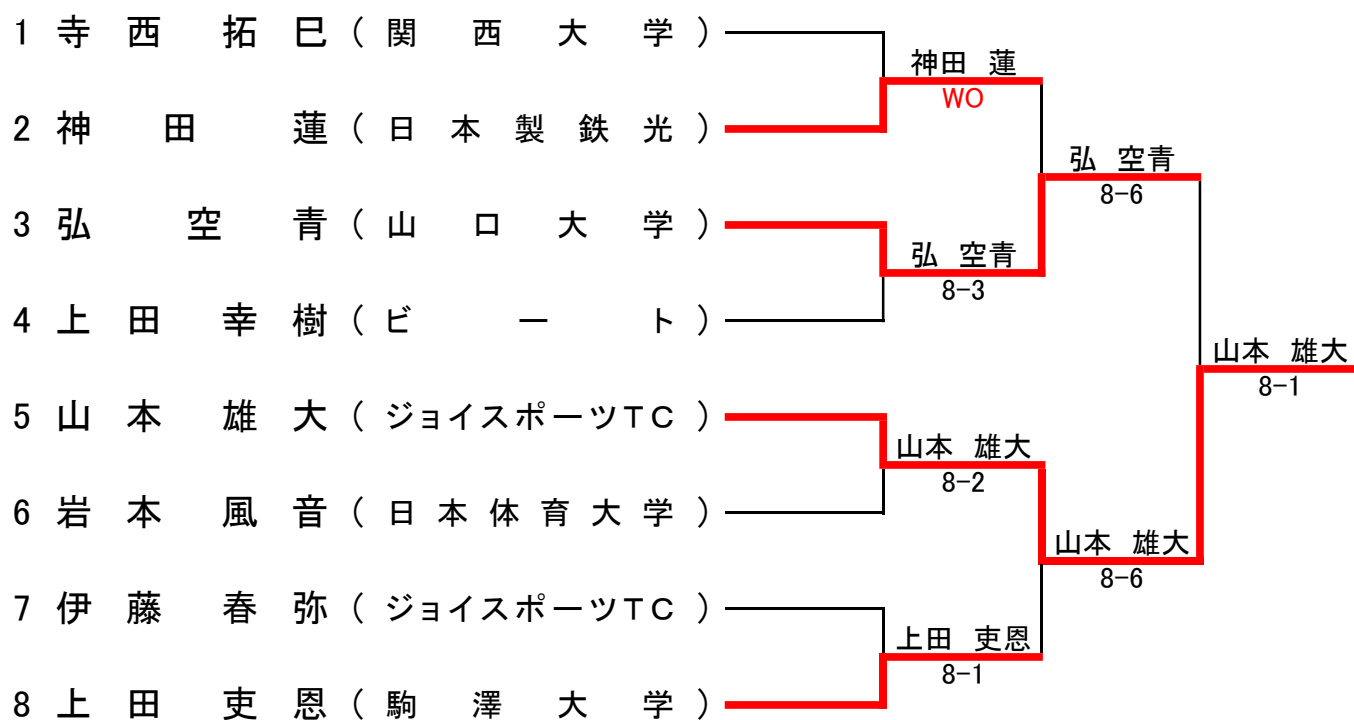 1 寺西 拓巳 (関西大学)
神田 蓮
WO
2 神田 蓮 (日本製鉄光)
弘 空青
8-6
3 弘 空青 (山口大学)
弘 空青
8-3
4 上田 幸樹 (ビート)
山本 雄大
8-1
5 山本 雄大 (ジョイスポーツTC)
山本 雄大
8-2
6 岩本 風音 (日本体育大学)
山本 雄大
8-6
7 伊藤 春弥 (ジョイスポーツTC)
上田 吏恩
8-1
8 上田 吏恩 (駒澤大学)